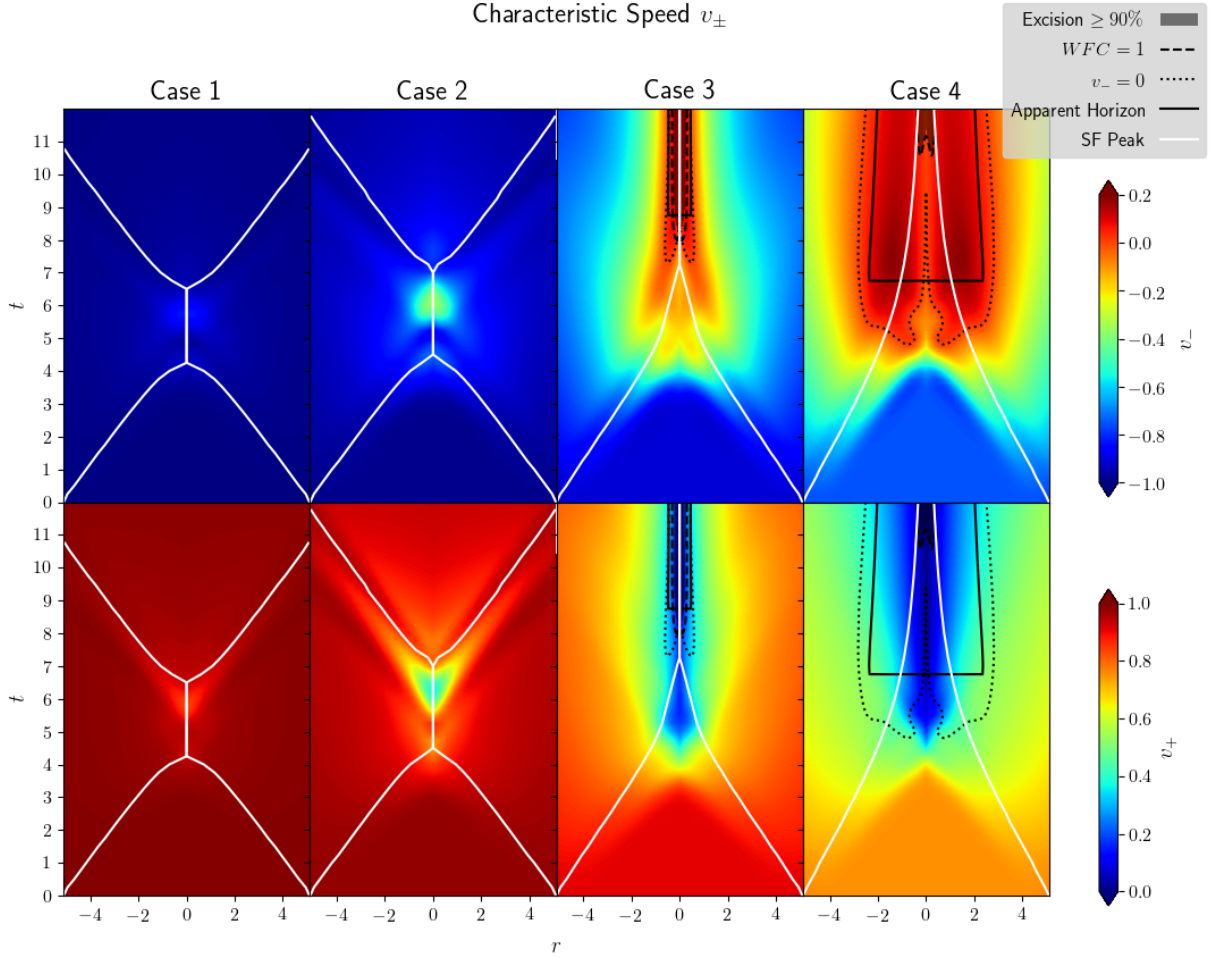 Characteristic Speed v±
Excision ≥ 90%
WFC = 1
v₋ = 0
Apparent Horizon
SF Peak
Case 1 Case 2 Case 3 Case 4
11
10
9
8
7
6
5
4
3
2
1
0
t
0.2
0.0
−0.2
−0.4
−0.6
−0.8
−1.0
v₋
11
10
9
8
7
6
5
4
3
2
1
0
t
1.0
0.8
0.6
0.4
0.2
0.0
v₊
−4 −2 0 2 4 −4 −2 0 2 4 −4 −2 0 2 4 −4 −2 0 2 4
r